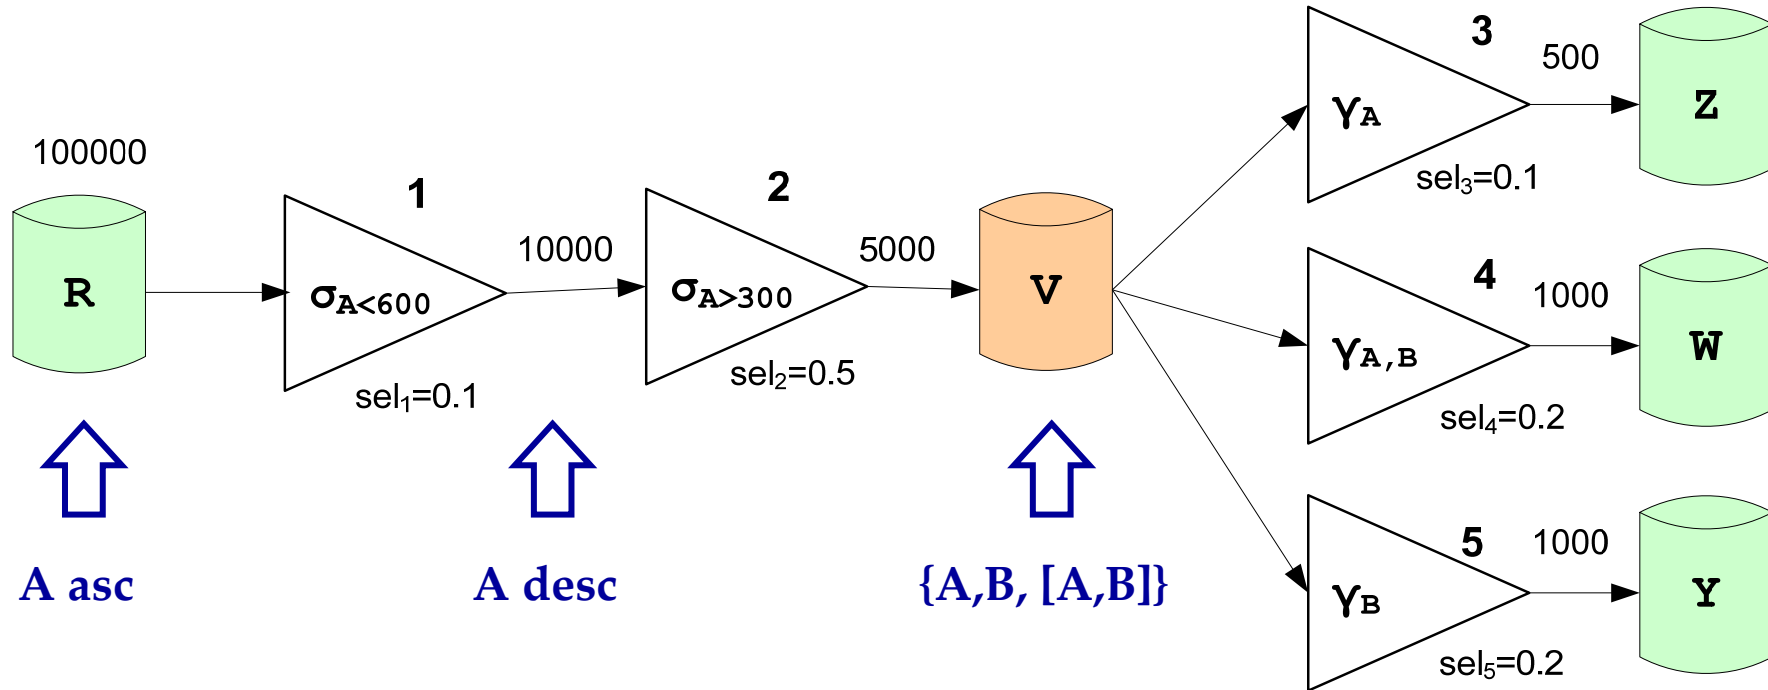 100000
R
A asc
1
σA<600
sel1=0.1
10000
A desc
2
σA>300
sel2=0.5
5000
V
{A,B, [A,B]}
3
γA
sel3=0.1
500
Z
4
γA,B
sel4=0.2
1000
W
5
γB
sel5=0.2
1000
Y